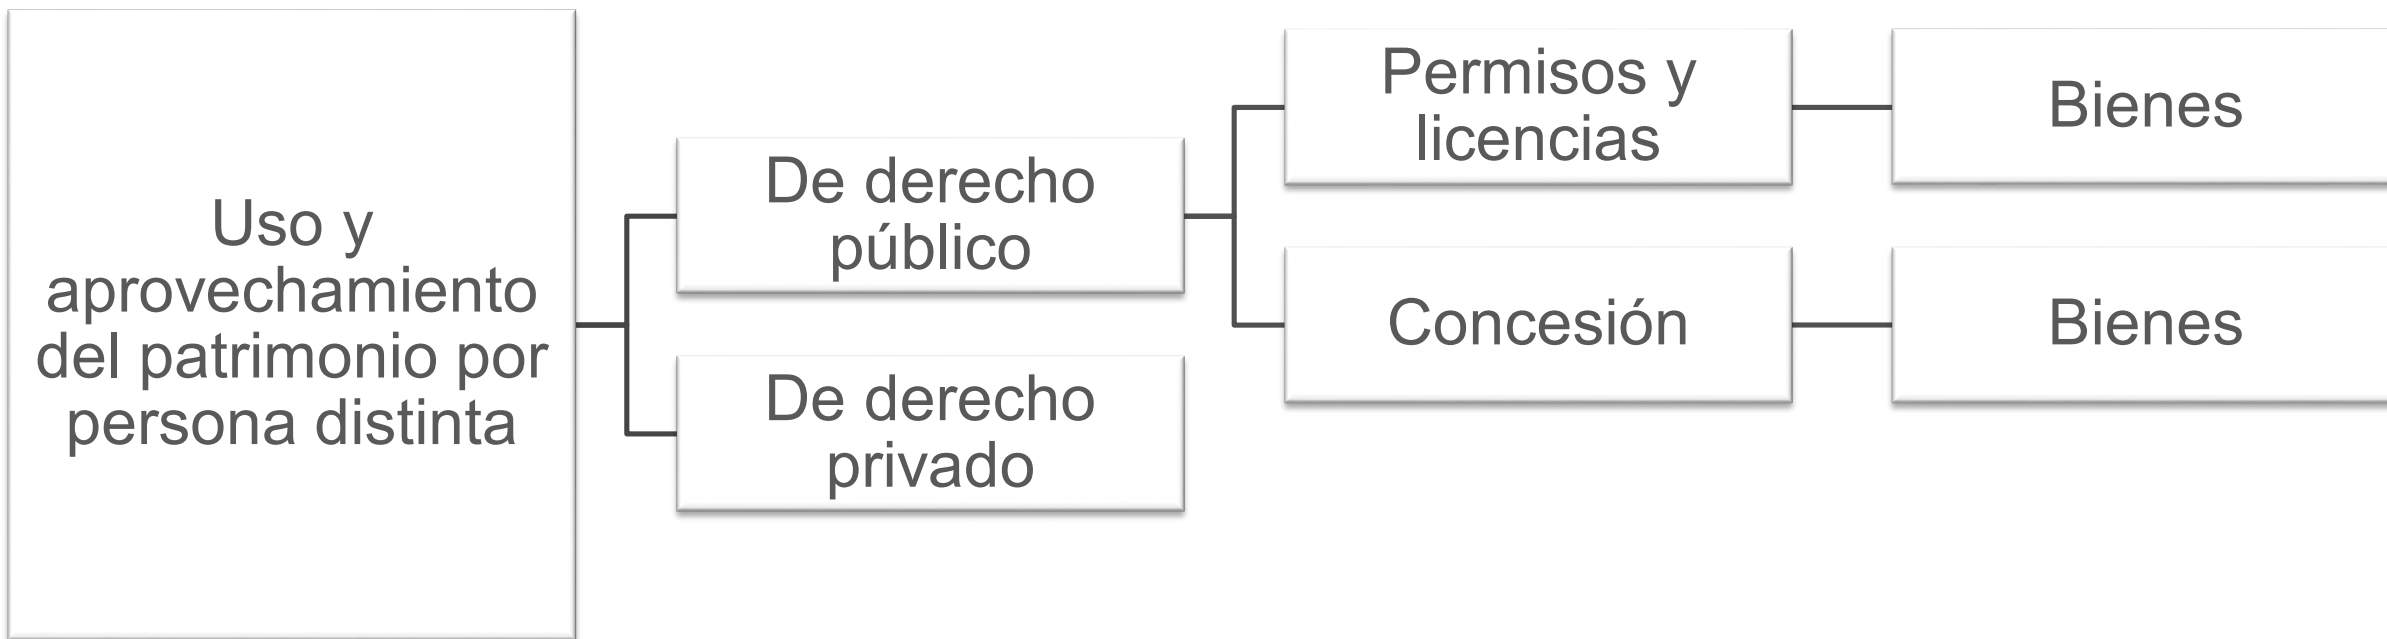 Uso y
aprovechamiento
del patrimonio por
persona distinta
De derecho
público
De derecho
privado
Permisos y
licencias
Bienes
Concesión
Bienes